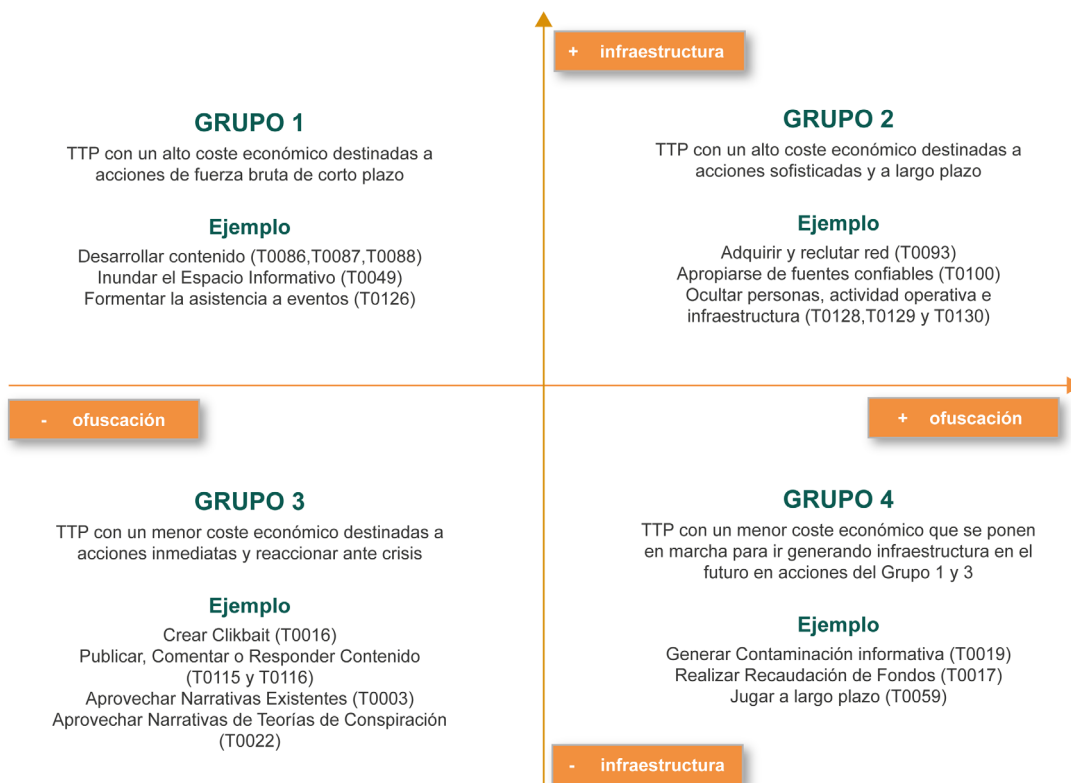 + infraestructura
GRUPO 1
TTP con un alto coste económico destinadas a
acciones de fuerza bruta de corto plazo
Ejemplo
Desarrollar contenido (T0086,T0087,T0088)
Inundar el Espacio Informativo (T0049)
Formentar la asistencia a eventos (T0126)
GRUPO 2
TTP con un alto coste económico destinadas a
acciones sofisticadas y a largo plazo
Ejemplo
Adquirir y reclutar red (T0093)
Apropiarse de fuentes confiables (T0100)
Ocultar personas, actividad operativa e
infraestructura (T0128,T0129 y T0130)
- ofuscación
+ ofuscación
GRUPO 3
TTP con un menor coste económico destinadas a
acciones inmediatas y reaccionar ante crisis
Ejemplo
Crear Clikbait (T0016)
Publicar, Comentar o Responder Contenido
(T0115 y T0116)
Aprovechar Narrativas Existentes (T0003)
Aprovechar Narrativas de Teorías de Conspiración
(T0022)
GRUPO 4
TTP con un menor coste económico que se ponen
en marcha para ir generando infraestructura en el
futuro en acciones del Grupo 1 y 3
Ejemplo
Generar Contaminación informativa (T0019)
Realizar Recaudación de Fondos (T0017)
Jugar a largo plazo (T0059)
- infraestructura